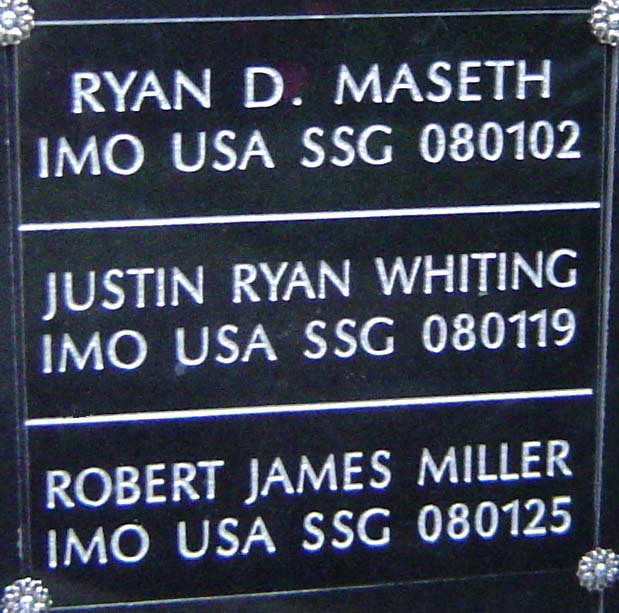 RYAN D. MASETH
IMO USA SSG 080102
JUSTIN RYAN WHITING
IMO USA SSG 080119
ROBERT JAMES MILLER
IMO USA SSG 080125